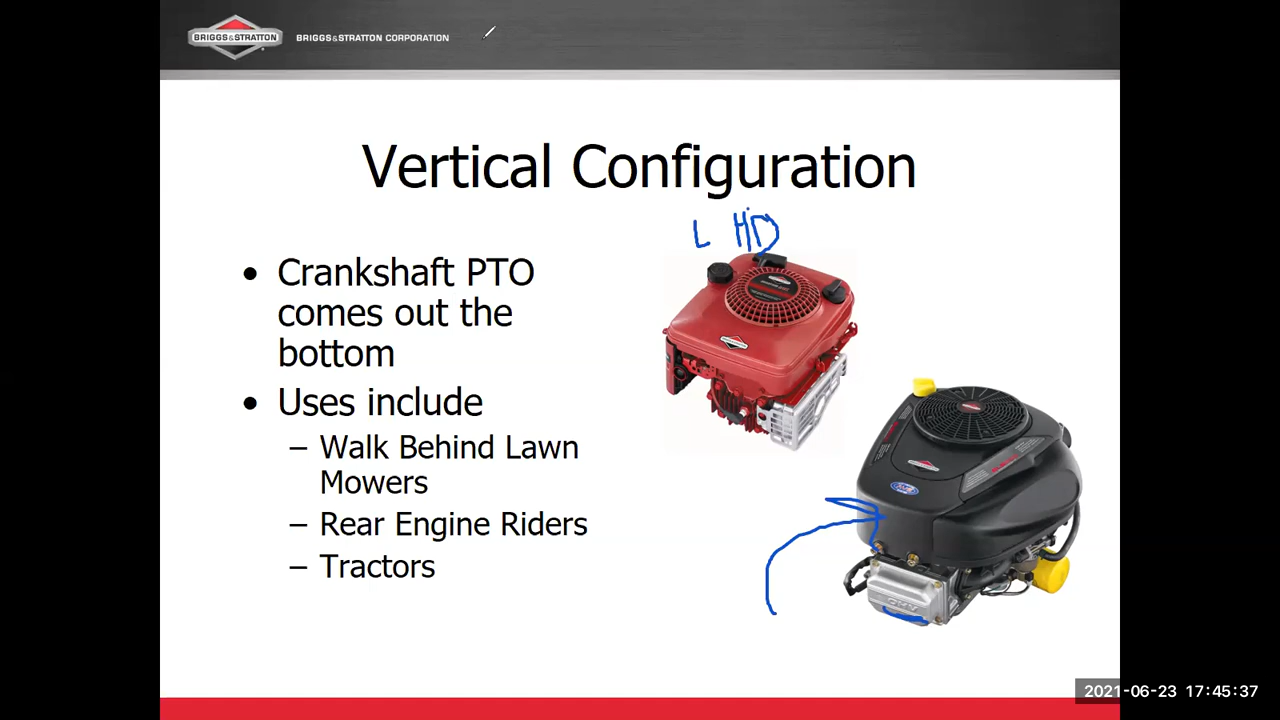 BRIGGS&STRATTON
BRIGGS&STRATTON CORPORATION
Vertical Configuration
L HD
• Crankshaft PTO
comes out the
bottom
• Uses include
– Walk Behind Lawn
Mowers
– Rear Engine Riders
– Tractors
OHV
2021-06-23 17:45:37